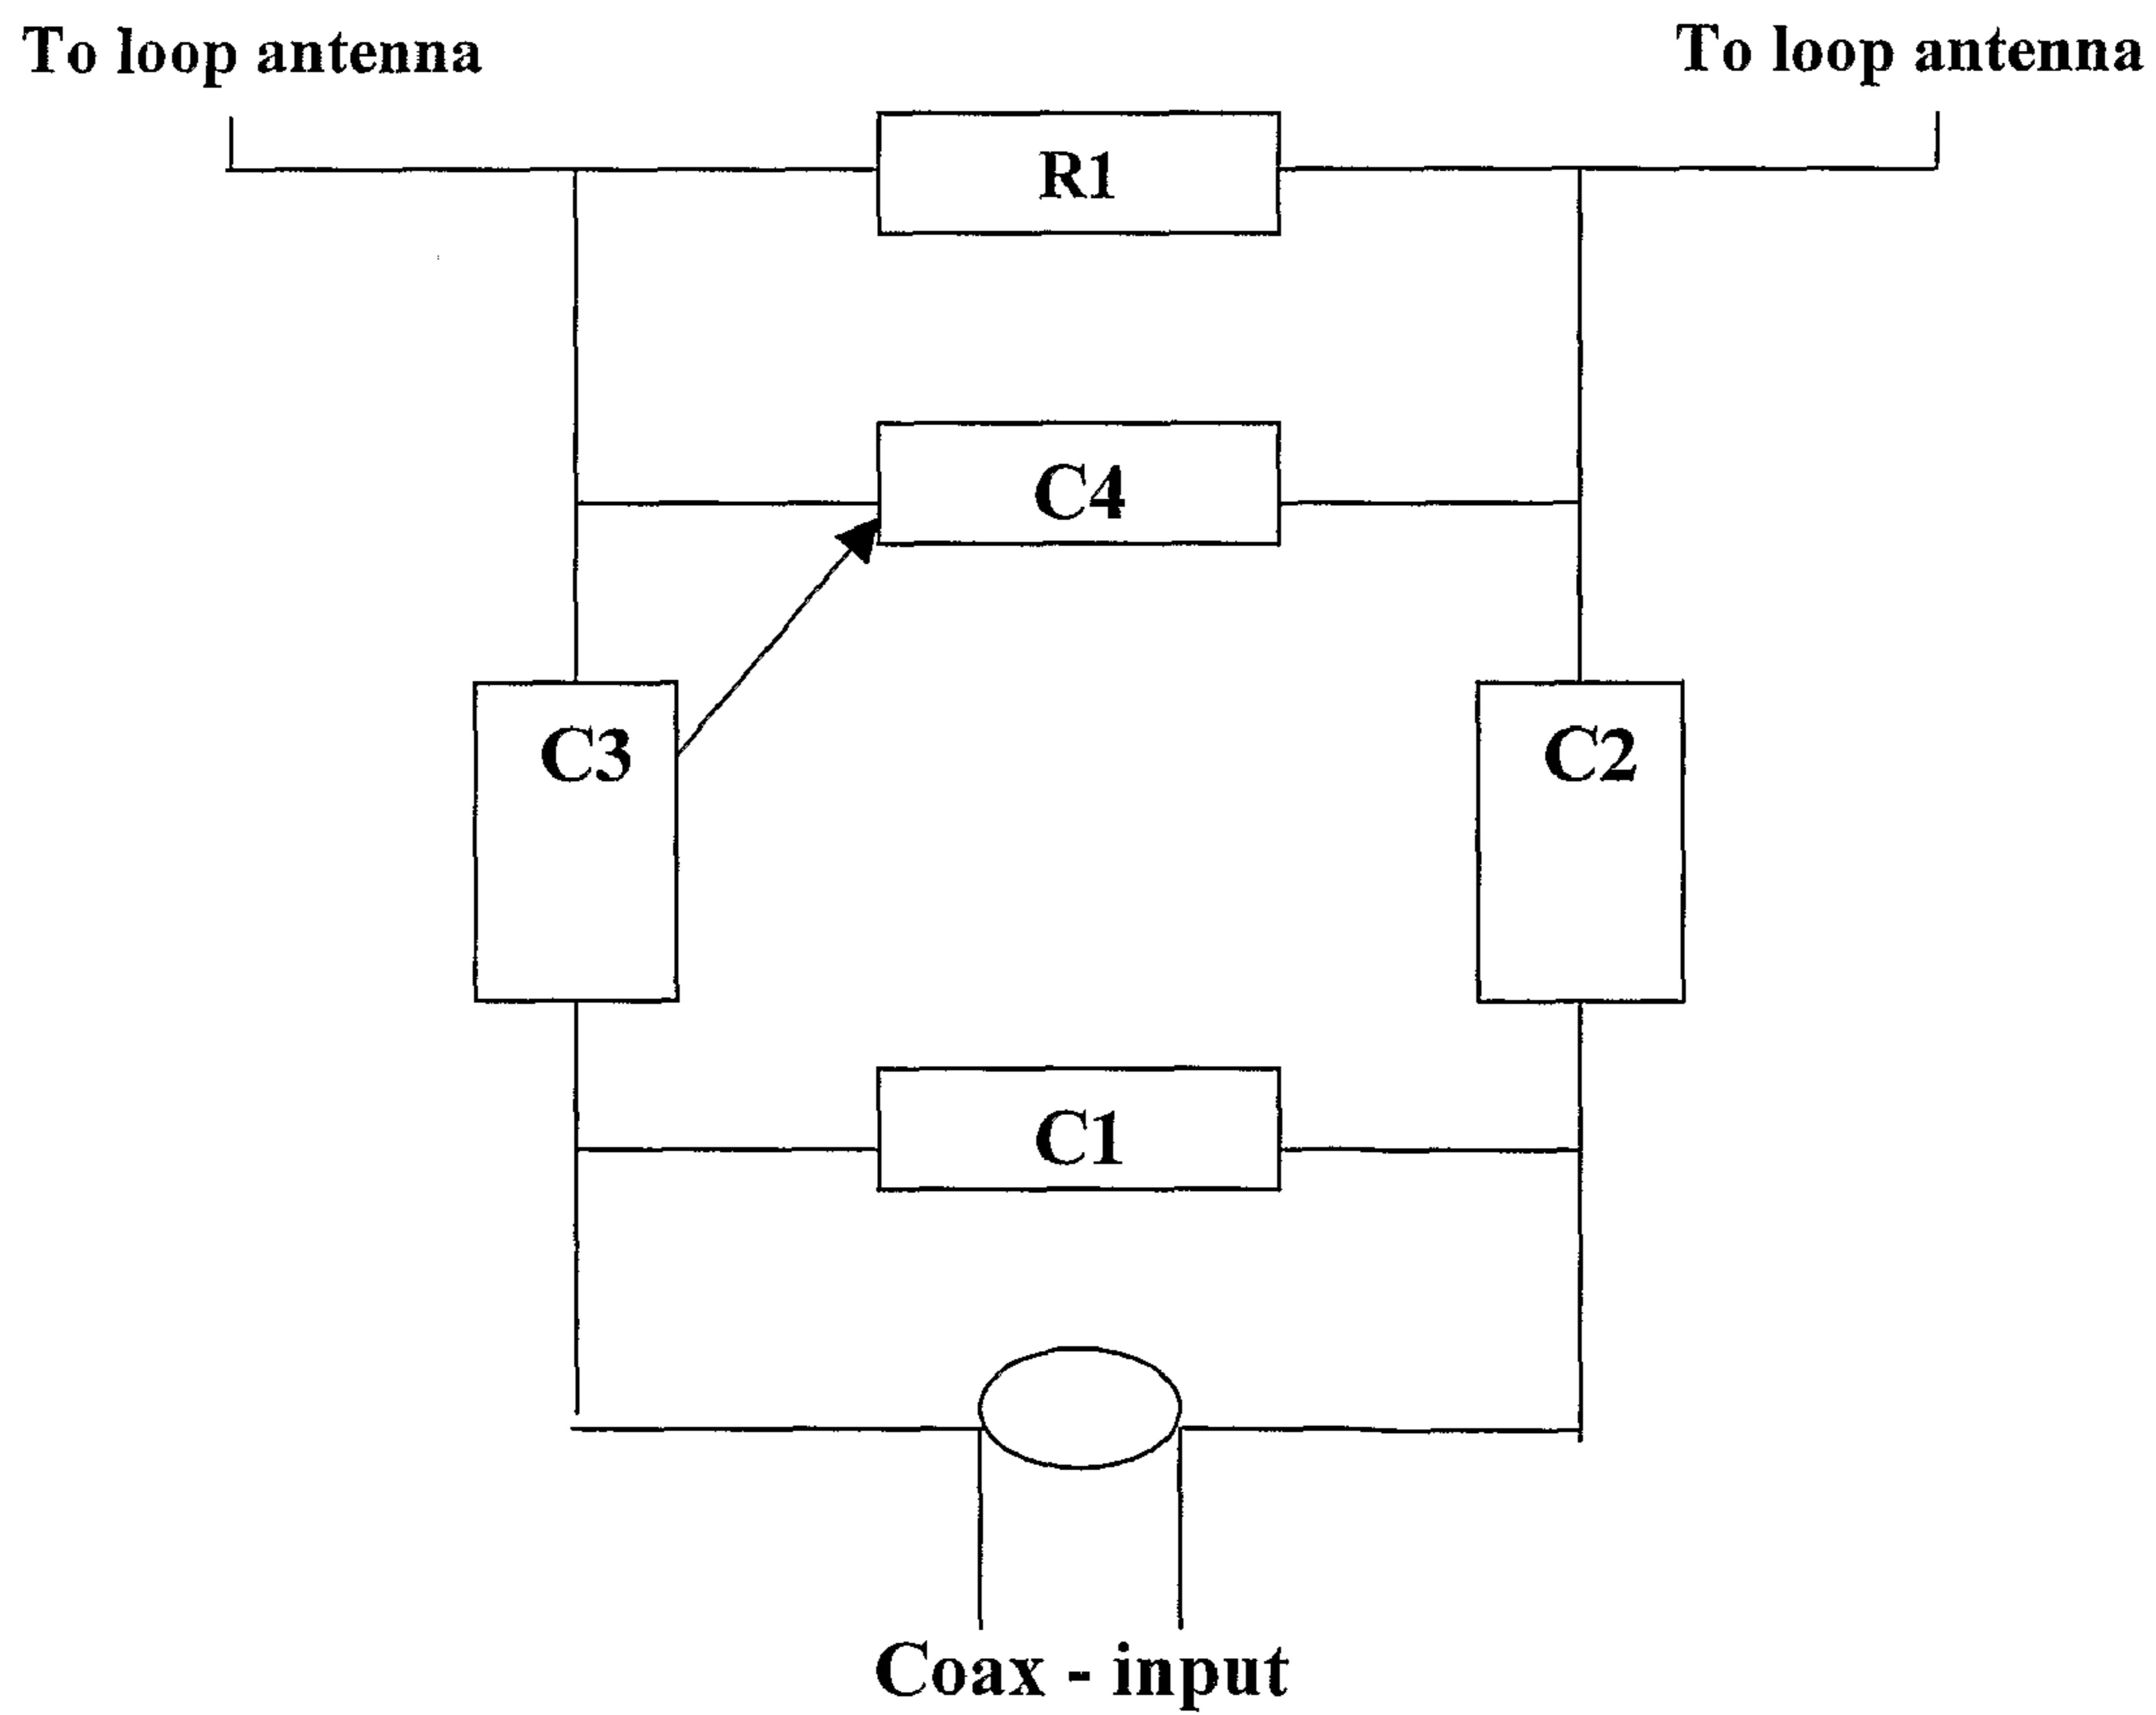 To loop antenna
To loop antenna
R1
C4
C3
C2
C1
Coax - input